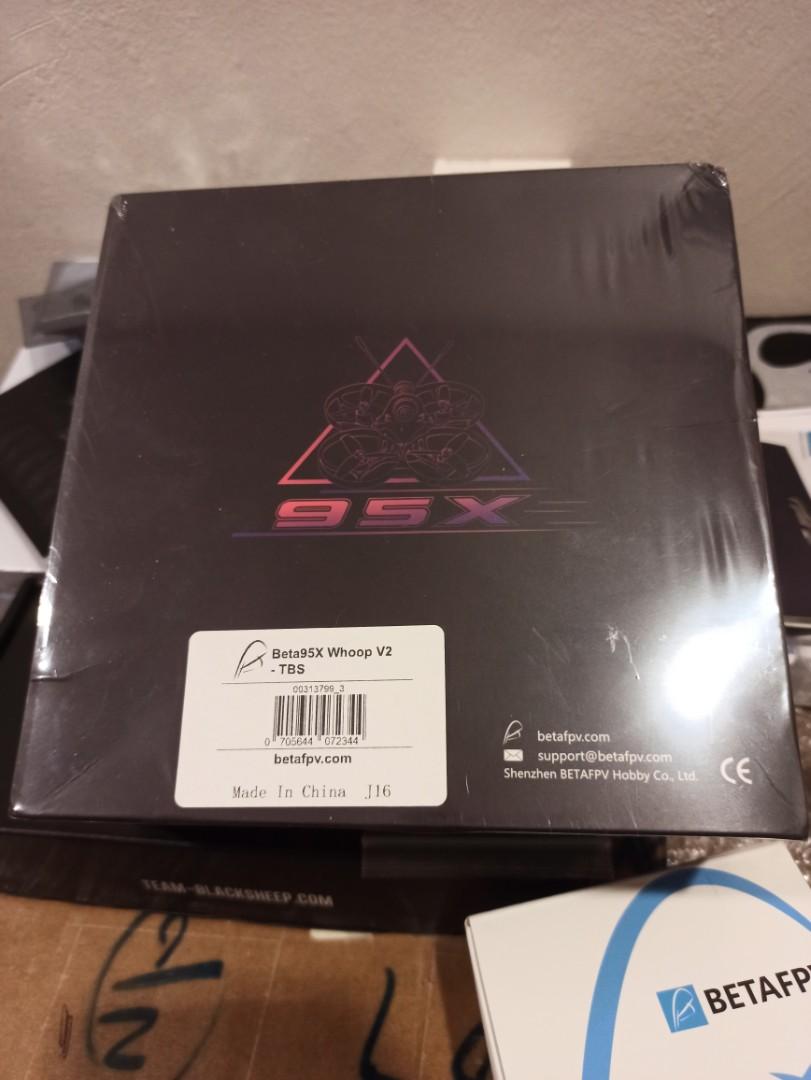 95X
Beta95X Whoop V2
- TBS
00313799_3
0 705644 072344
betafpv.com
Made In China J16
betafpv.com
support@betafpv.com
Shenzhen BETAFPV Hobby Co., Ltd.
CE
TEAM-BLACKSHEEP.COM
BETAFPV